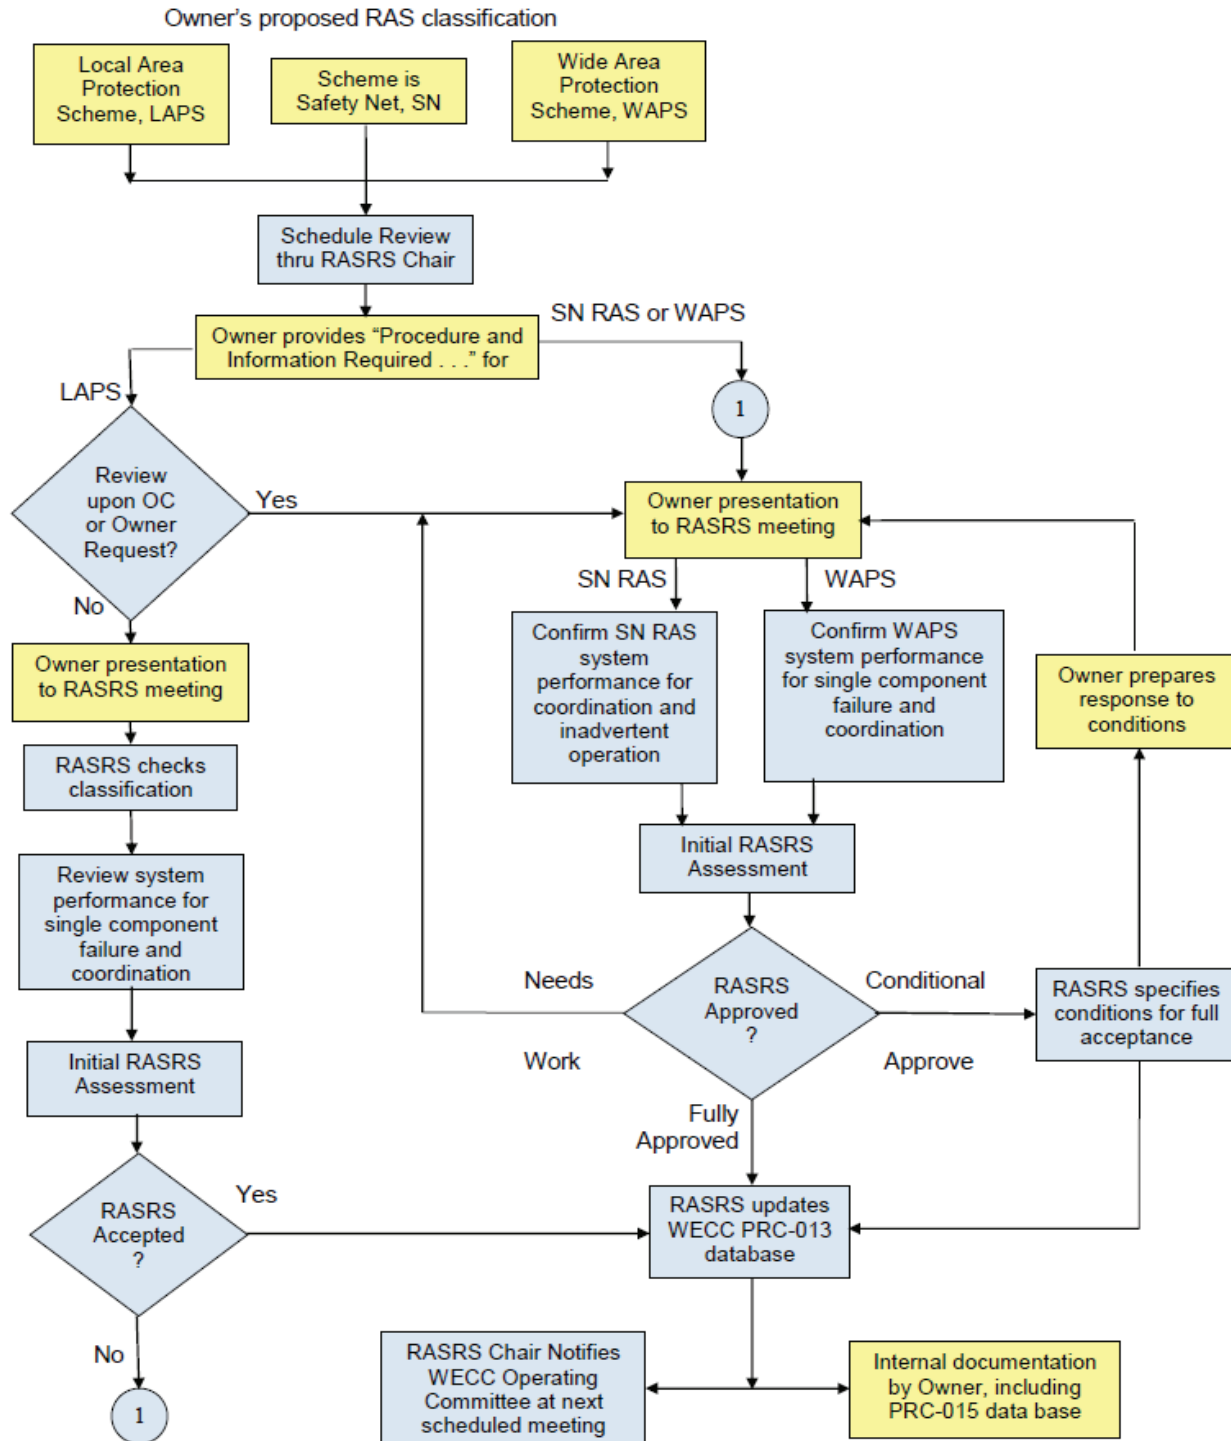 Owner's proposed RAS classification
Local Area
Protection
Scheme, LAPS
Scheme is
Safety Net, SN
Wide Area
Protection
Scheme, WAPS
Schedule Review
thru RASRS Chair
SN RAS or WAPS
Owner provides “Procedure and
Information Required . . .” for
LAPS
1
Review
upon OC
or Owner
Request?
Yes
Owner presentation
to RASRS meeting
No
SN RAS
WAPS
Owner presentation
to RASRS meeting
Confirm SN RAS
system
performance for
coordination and
inadvertent
operation
Confirm WAPS
system performance
for single component
failure and
coordination
Owner prepares
response to
conditions
RASRS checks
classification
Initial RASRS
Assessment
Review system
performance for
single component
failure and
coordination
Needs
Work
RASRS
Approved
?
Conditional
Approve
RASRS specifies
conditions for full
acceptance
Initial RASRS
Assessment
Fully
Approved
RASRS
Accepted
?
Yes
RASRS updates
WECC PRC-013
database
No
1
RASRS Chair Notifies
WECC Operating
Committee at next
scheduled meeting
Internal documentation
by Owner, including
PRC-015 data base